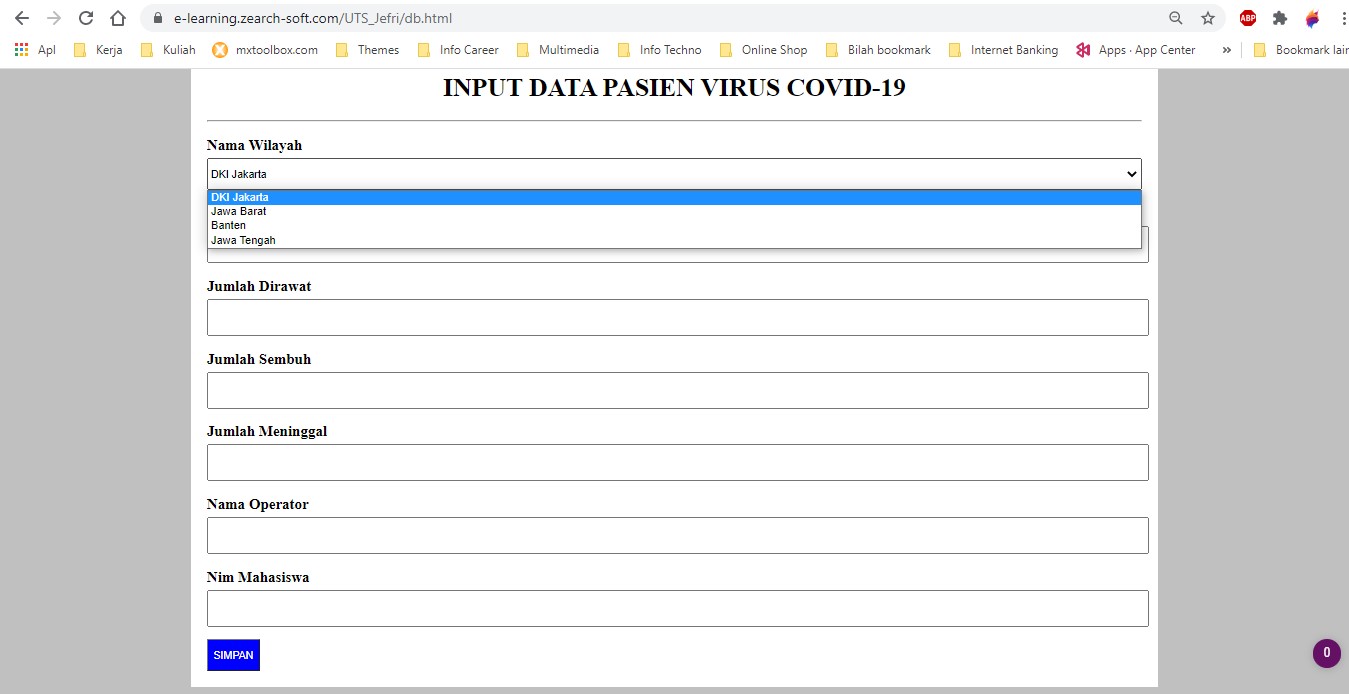 e-learning.zearch-soft.com/UTS_Jefri/db.html
ABP
Apl Kerja Kuliah mxtoolbox.com Themes Info Career Multimedia Info Techno Online Shop Bilah bookmark Internet Banking Apps · App Center » Bookmark lain
INPUT DATA PASIEN VIRUS COVID-19
Nama Wilayah
DKI Jakarta
DKI Jakarta
Jawa Barat
Banten
Jawa Tengah
Jumlah Dirawat
Jumlah Sembuh
Jumlah Meninggal
Nama Operator
Nim Mahasiswa
SIMPAN
0